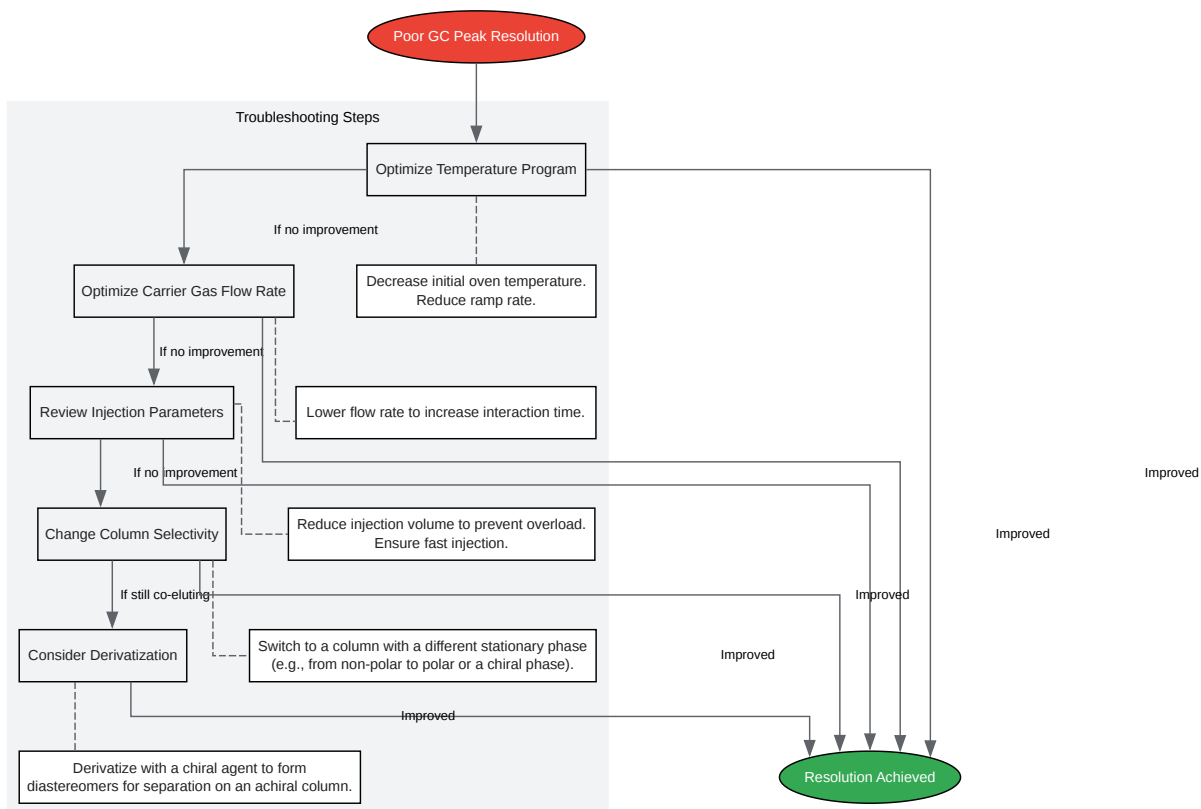 Poor GC Peak Resolution
Troubleshooting Steps
Optimize Temperature Program
If no improvement
Optimize Carrier Gas Flow Rate
Decrease initial oven temperature.
Reduce ramp rate.
If no improvement
Review Injection Parameters
Lower flow rate to increase interaction time.
If no improvement
Improved
Change Column Selectivity
Reduce injection volume to prevent overload.
Ensure fast injection.
Improved
If still co-eluting
Improved
Consider Derivatization
Switch to a column with a different stationary phase
(e.g., from non-polar to polar or a chiral phase).
Improved
Improved
Derivatize with a chiral agent to form
diastereomers for separation on an achiral column.
Resolution Achieved